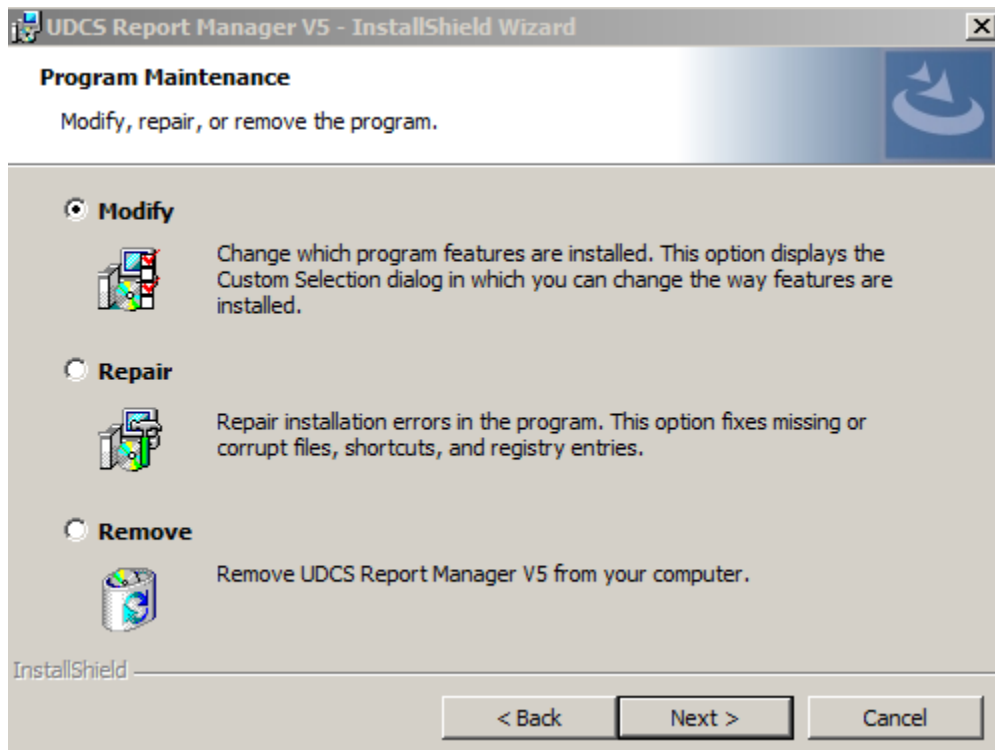 UDCS Report Manager V5 - InstallShield Wizard
Program Maintenance
Modify, repair, or remove the program.
Modify
Change which program features are installed. This option displays the
Custom Selection dialog in which you can change the way features are
installed.
Repair
Repair installation errors in the program. This option fixes missing or
corrupt files, shortcuts, and registry entries.
Remove
Remove UDCS Report Manager V5 from your computer.
InstallShield
< Back Next > Cancel